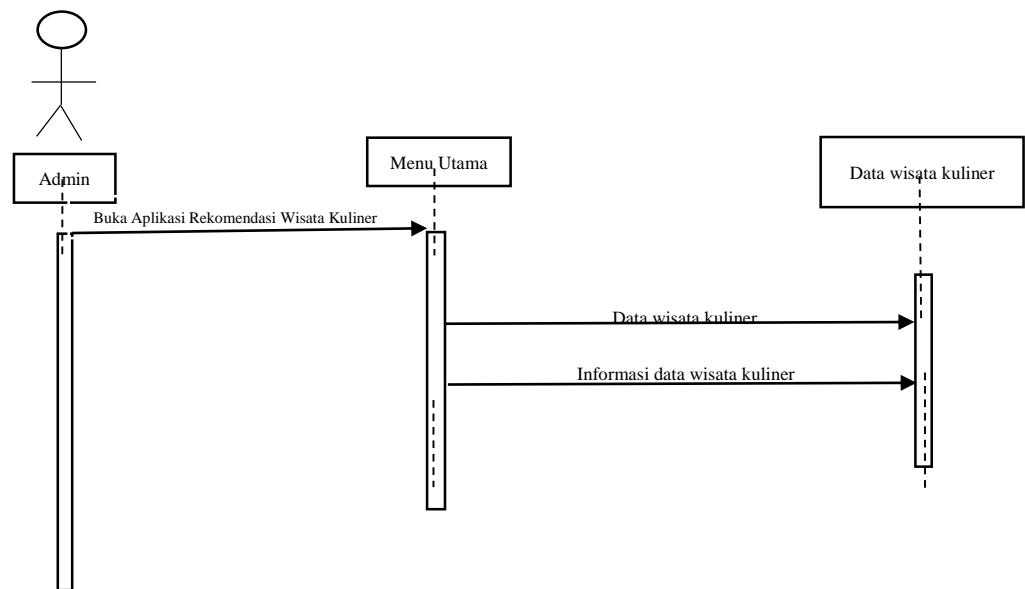 Admin
Menu Utama
Data wisata kuliner
Buka Aplikasi Rekomendasi Wisata Kuliner
Data wisata kuliner
Informasi data wisata kuliner